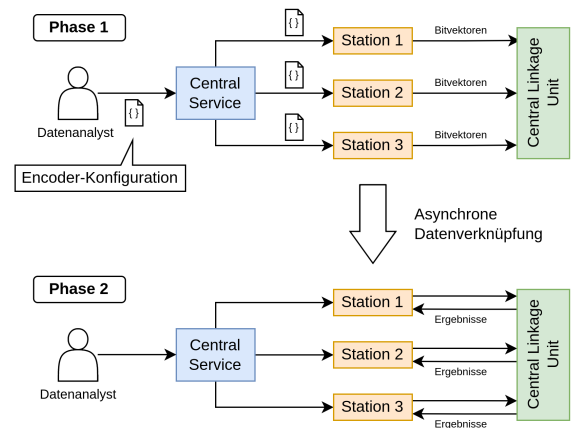 Phase 1
{ }
Station 1
Bitvektoren
Central
Service
{ }
Station 2
Bitvektoren
Central Linkage
Unit
Datenanalyst
{ }
{ }
Station 3
Bitvektoren
Encoder-Konfiguration
Asynchrone
Datenverknüpfung
Phase 2
Station 1
Ergebnisse
Central
Service
Station 2
Ergebnisse
Central Linkage
Unit
Datenanalyst
Station 3
Ergebnisse